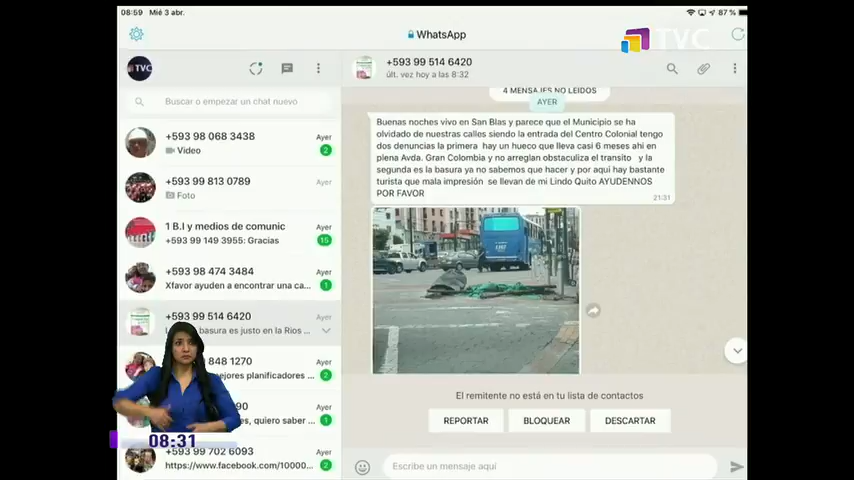 08:59 Mié 3 abr.
87 %
WhatsApp
TVC
TVC
+593 99 514 6420
últ. vez hoy a las 8:32
Buscar o empezar un chat nuevo
+593 98 068 3438
Ayer
Video
2
+593 99 813 0789
Ayer
Foto
1 B.I y medios de comunic
Ayer
+593 99 149 3955: Gracias
15
+593 98 474 3484
Ayer
Xfavor ayuden a encontrar una ca...
1
+593 99 514 6420
Ayer
basura es justo en la Rios ...
848 1270
Ayer
ejores planificadores ...
2
90
Ayer
es, quiero saber ...
1
+593 99 702 6093
Ayer
https://www.facebook.com/10000...
2
4 MENSAJES NO LEÍDOS
AYER
Buenas noches vivo en San Blas y parece que el Municipio se ha
olvidado de nuestras calles siendo la entrada del Centro Colonial tengo
dos denuncias la primera hay un hueco que lleva casi 6 meses ahi en
plena Avda. Gran Colombia y no arreglan obstaculiza el transito y la
segunda es la basura ya no sabemos que hacer y por aqui hay bastante
turista que mala impresión se llevan de mi Lindo Quito AYUDENNOS
POR FAVOR
21:31
El remitente no está en tu lista de contactos
REPORTAR
BLOQUEAR
DESCARTAR
Escribe un mensaje aquí
08:31